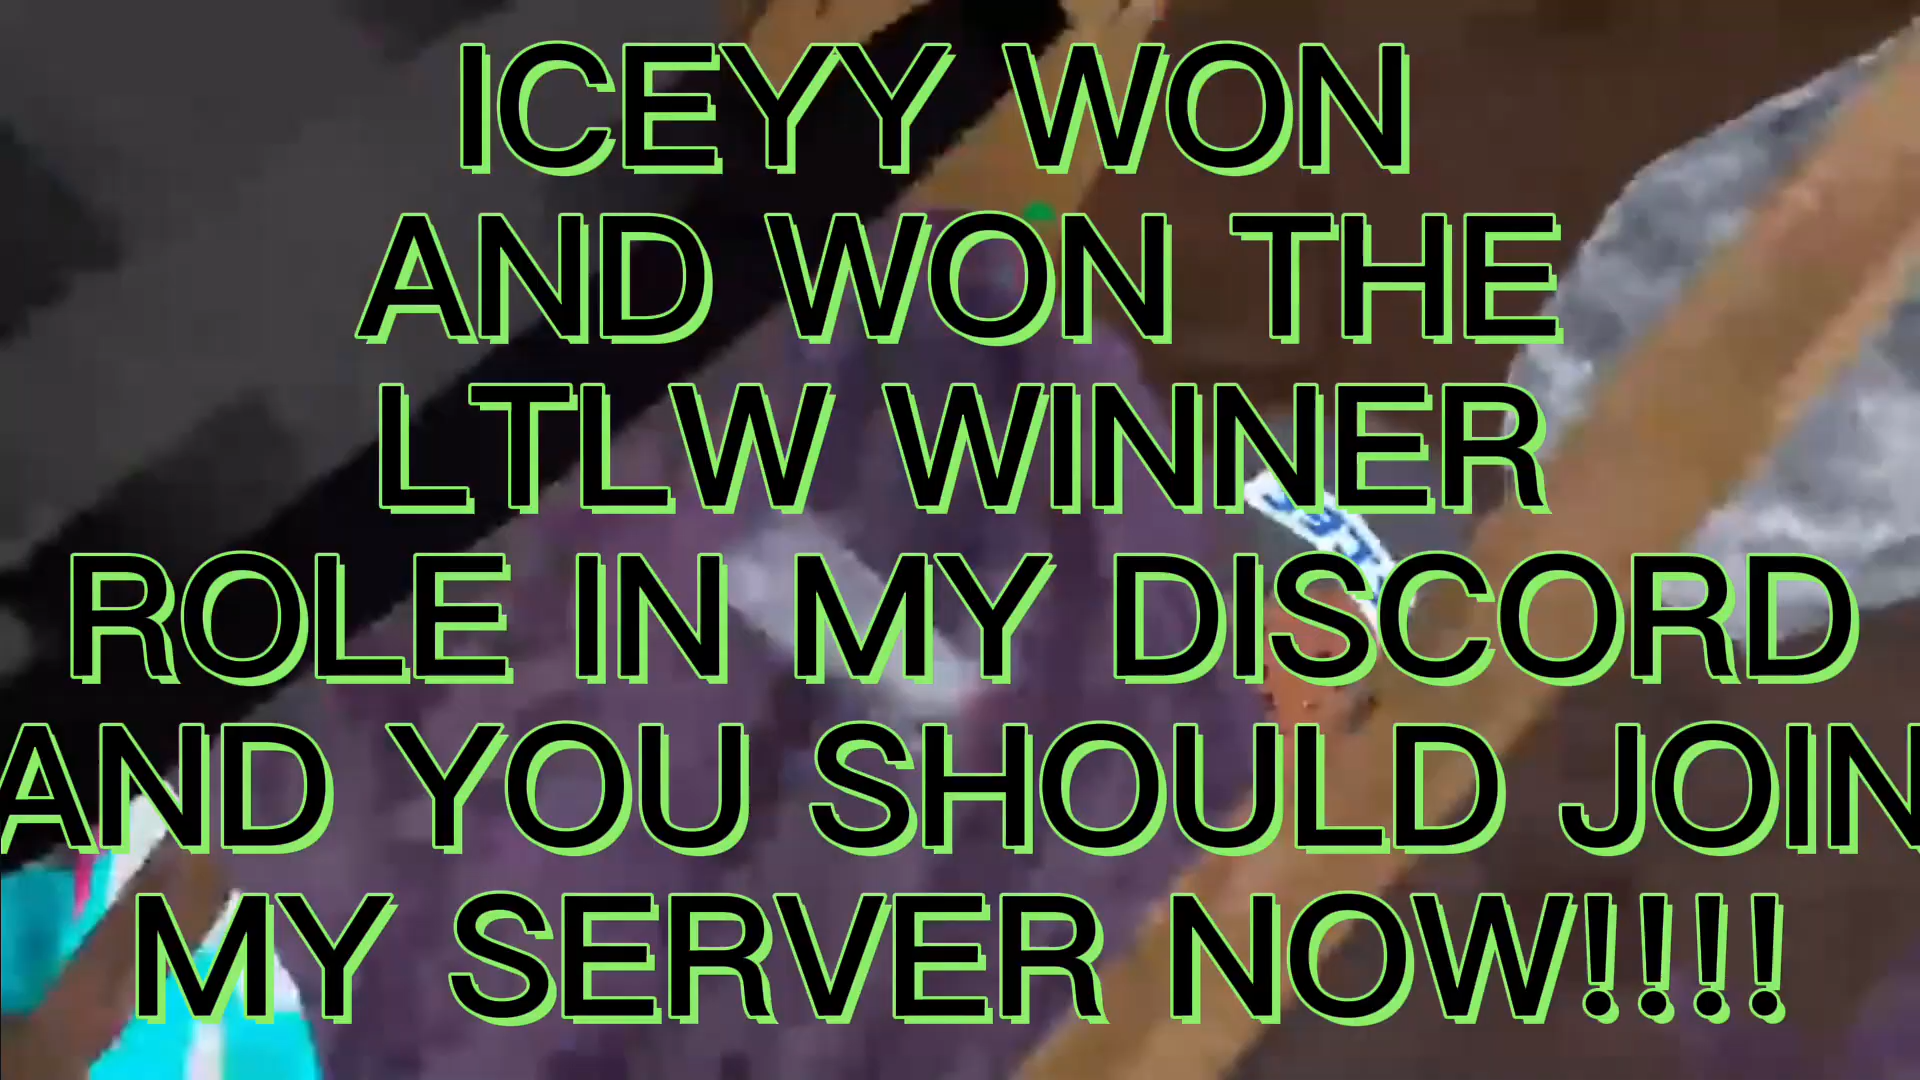 ICEYY WON
AND WON THE
LTLW WINNER
ROLE IN MY DISCORD
AND YOU SHOULD JOIN
MY SERVER NOW!!!!